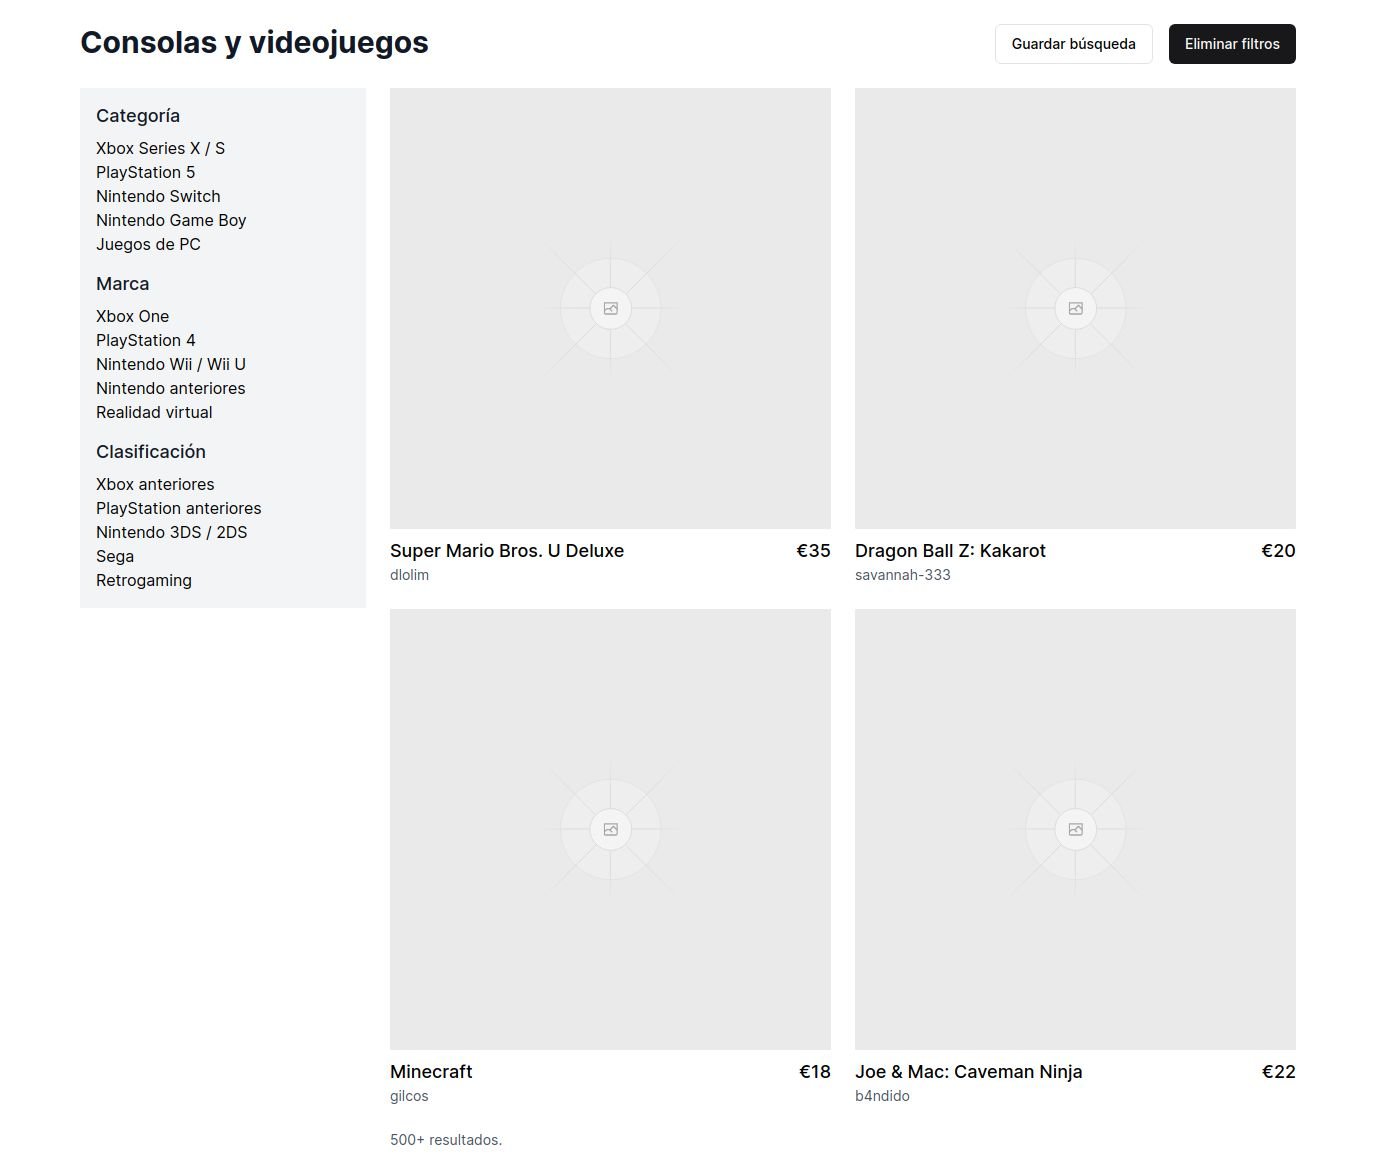 Consolas y videojuegos
Guardar búsqueda
Eliminar filtros
Categoría
Xbox Series X / S
PlayStation 5
Nintendo Switch
Nintendo Game Boy
Juegos de PC
Marca
Xbox One
PlayStation 4
Nintendo Wii / Wii U
Nintendo anteriores
Realidad virtual
Clasificación
Xbox anteriores
PlayStation anteriores
Nintendo 3DS / 2DS
Sega
Retrogaming
Super Mario Bros. U Deluxe €35
dlolim
Dragon Ball Z: Kakarot €20
savannah-333
Minecraft €18
gilcos
Joe & Mac: Caveman Ninja €22
b4ndido
500+ resultados.